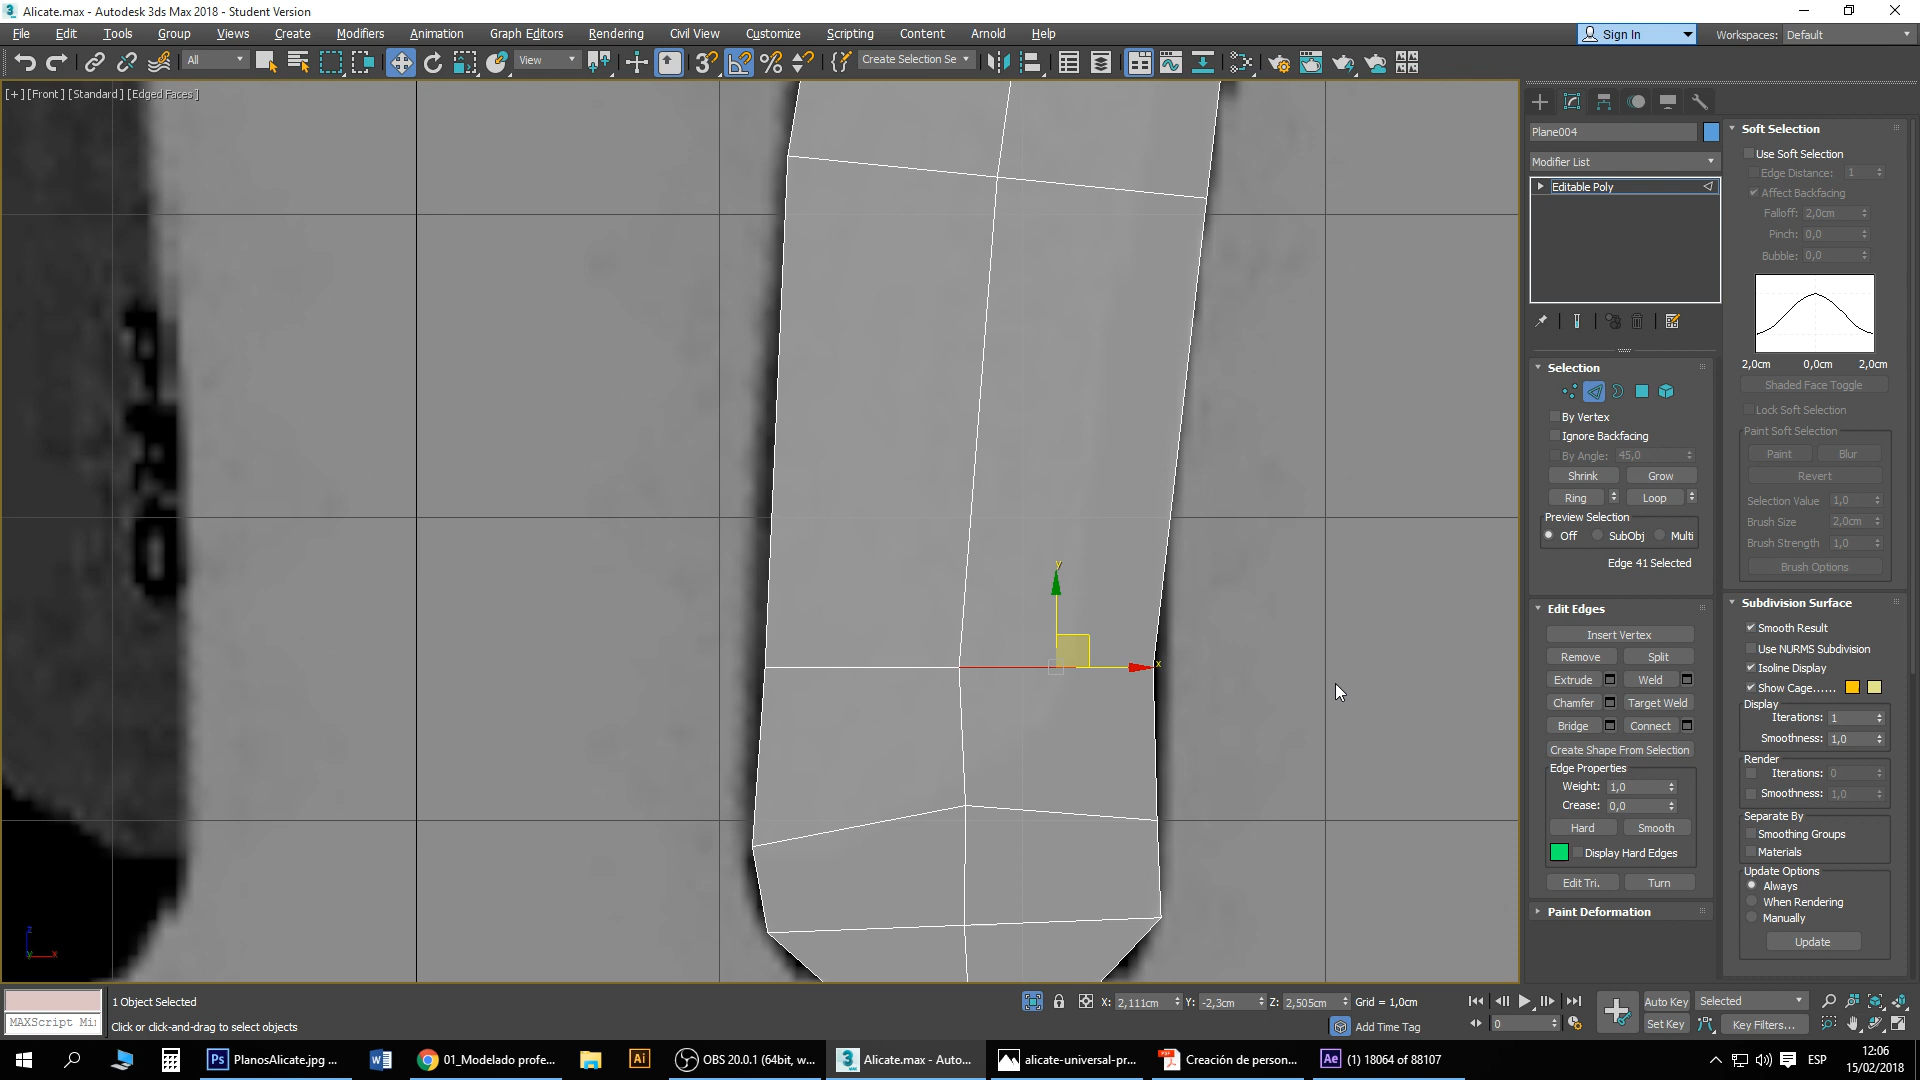 Alicate.max - Autodesk 3ds Max 2018 - Student Version
File Edit Tools Group Views Create Modifiers Animation Graph Editors Rendering Civil View Customize Scripting Content Arnold Help
Sign In Workspaces: Default
All View Create Selection Se
[+] [Front] [Standard] [Edged Faces]
Plane004
Modifier List
Editable Poly
Selection
By Vertex
Ignore Backfacing
By Angle: 45,0
Shrink Grow
Ring Loop
Preview Selection
Off SubObj Multi
Edge 41 Selected
Edit Edges
Insert Vertex
Remove Split
Extrude Weld
Chamfer Target Weld
Bridge Connect
Create Shape From Selection
Edge Properties
Weight: 1,0
Crease: 0,0
Hard Smooth
Display Hard Edges
Edit Tri. Turn
Paint Deformation
Soft Selection
Use Soft Selection
Edge Distance: 1
Affect Backfacing
Falloff: 2,0cm
Pinch: 0,0
Bubble: 0,0
2,0cm 0,0cm 2,0cm
Shaded Face Toggle
Lock Soft Selection
Paint Soft Selection
Paint Blur
Revert
Selection Value 1,0
Brush Size 2,0cm
Brush Strength 1,0
Brush Options
Subdivision Surface
Smooth Result
Use NURMS Subdivision
Isoline Display
Show Cage......
Display
Iterations: 1
Smoothness: 1,0
Render
Iterations: 0
Smoothness: 1,0
Separate By
Smoothing Groups
Materials
Update Options
Always
When Rendering
Manually
Update
y
x
z
y x
MAXScript Mi
1 Object Selected
Click or click-and-drag to select objects
X: 2,111cm Y: -2,3cm Z: 2,505cm Grid = 1,0cm
Add Time Tag
0
Auto Key Selected
Set Key Key Filters...
PlanosAlicate.jpg ... 01_Modelado profe... OBS 20.0.1 (64bit, w... Alicate.max - Auto... alicate-universal-pr... Creación de person... (1) 18064 of 88107
ESP
12:06
15/02/2018